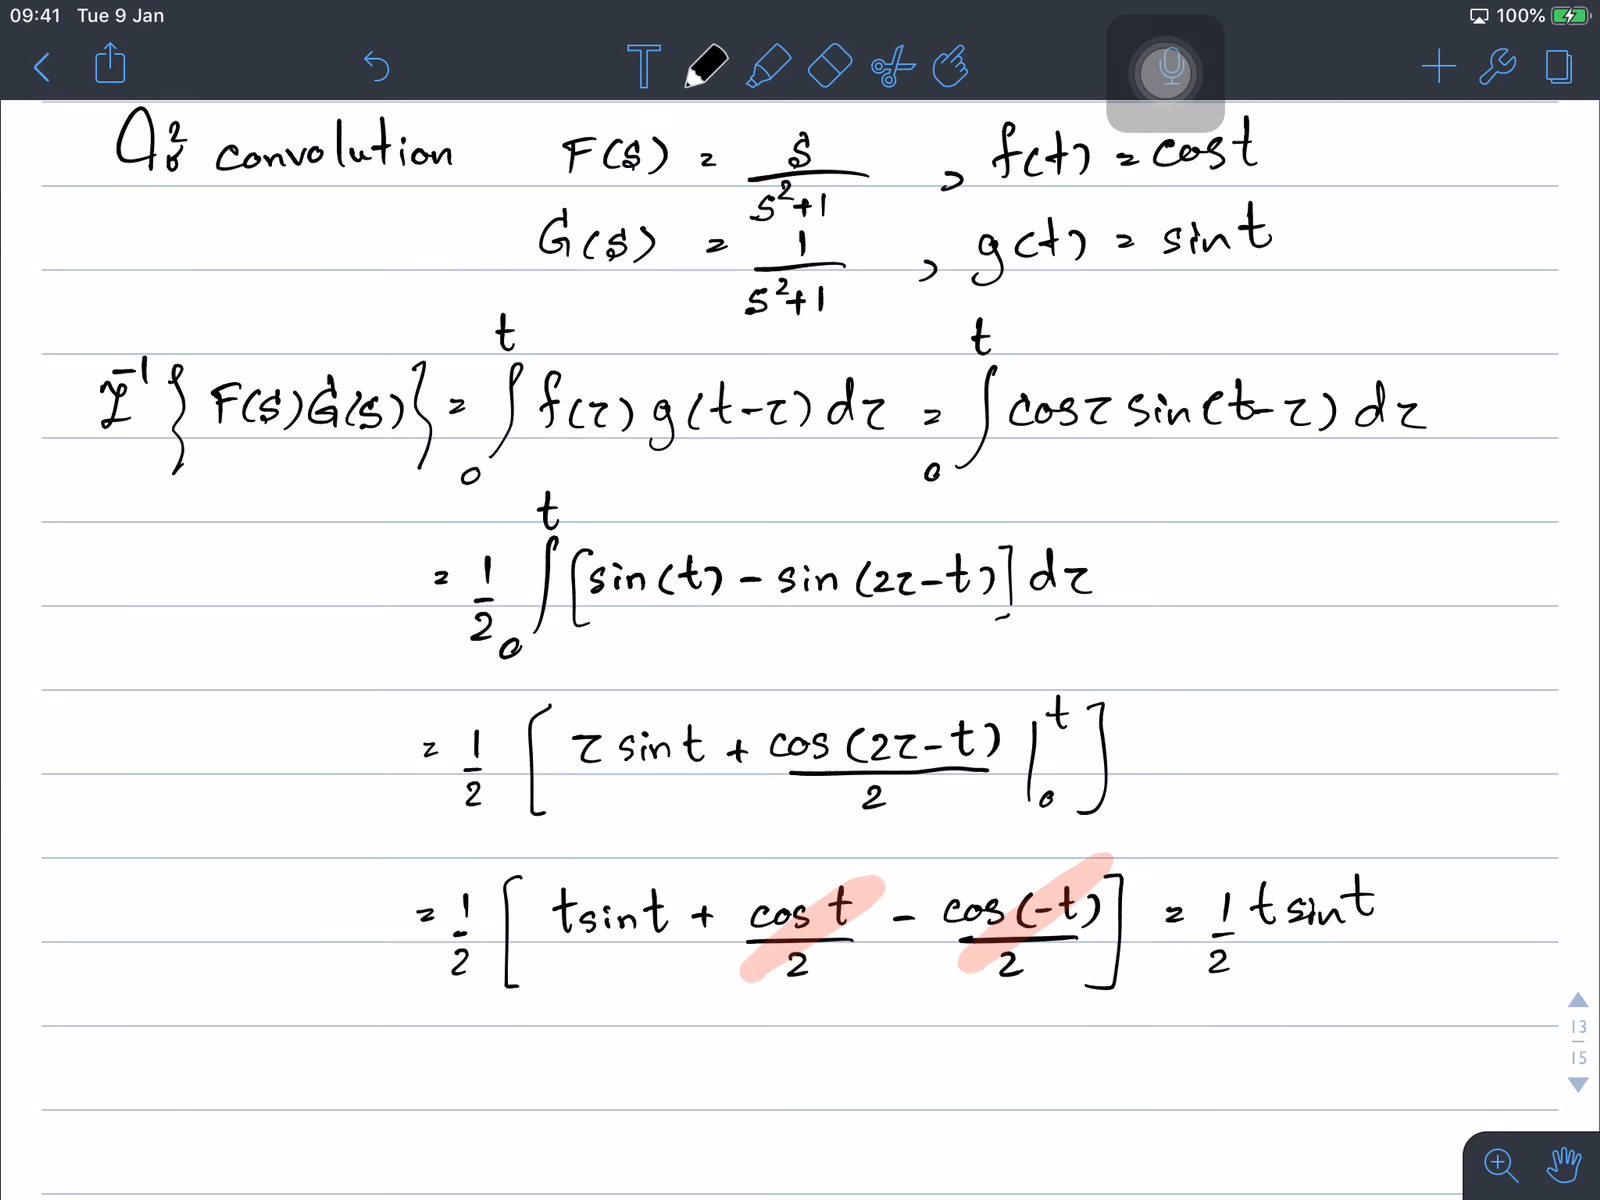 09:41 Tue 9 Jan 100%
T
Q2: convolution F(s) = s/(s²+1) , f(t) = cos t
G(s) = 1/(s²+1) , g(t) = sin t
ℒ⁻¹{F(s)G(s)} = ∫₀ᵗ f(τ) g(t-τ) dτ = ∫₀ᵗ cos τ sin(t-τ) dτ
= 1/2 ∫₀ᵗ [sin(t) - sin(2τ-t)] dτ
= 1/2 [τ sin t + cos(2τ-t)/2 |₀ᵗ]
= 1/2 [t sin t + cos t/2 - cos(-t)/2] = 1/2 t sin t
13
15